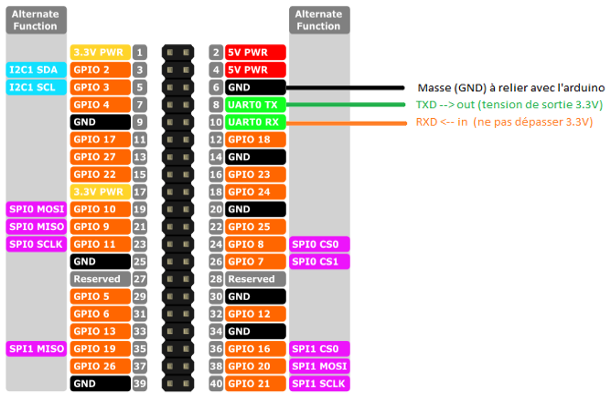 Alternate Function Alternate Function
3.3V PWR 1 2 5V PWR
I2C1 SDA GPIO 2 3 4 5V PWR
I2C1 SCL GPIO 3 5 6 GND Masse (GND) à relier avec l'arduino
GPIO 4 7 8 UART0 TX TXD --> out (tension de sortie 3.3V)
GND 9 10 UART0 RX RXD <-- in (ne pas dépasser 3.3V)
GPIO 17 11 12 GPIO 18
GPIO 27 13 14 GND
GPIO 22 15 16 GPIO 23
3.3V PWR 17 18 GPIO 24
SPI0 MOSI GPIO 10 19 20 GND
SPI0 MISO GPIO 9 21 22 GPIO 25
SPI0 SCLK GPIO 11 23 24 GPIO 8 SPI0 CS0
GND 25 26 GPIO 7 SPI0 CS1
Reserved 27 28 Reserved
GPIO 5 29 30 GND
GPIO 6 31 32 GPIO 12
GPIO 13 33 34 GND
SPI1 MISO GPIO 19 35 36 GPIO 16 SPI1 CS0
GPIO 26 37 38 GPIO 20 SPI1 MOSI
GND 39 40 GPIO 21 SPI1 SCLK